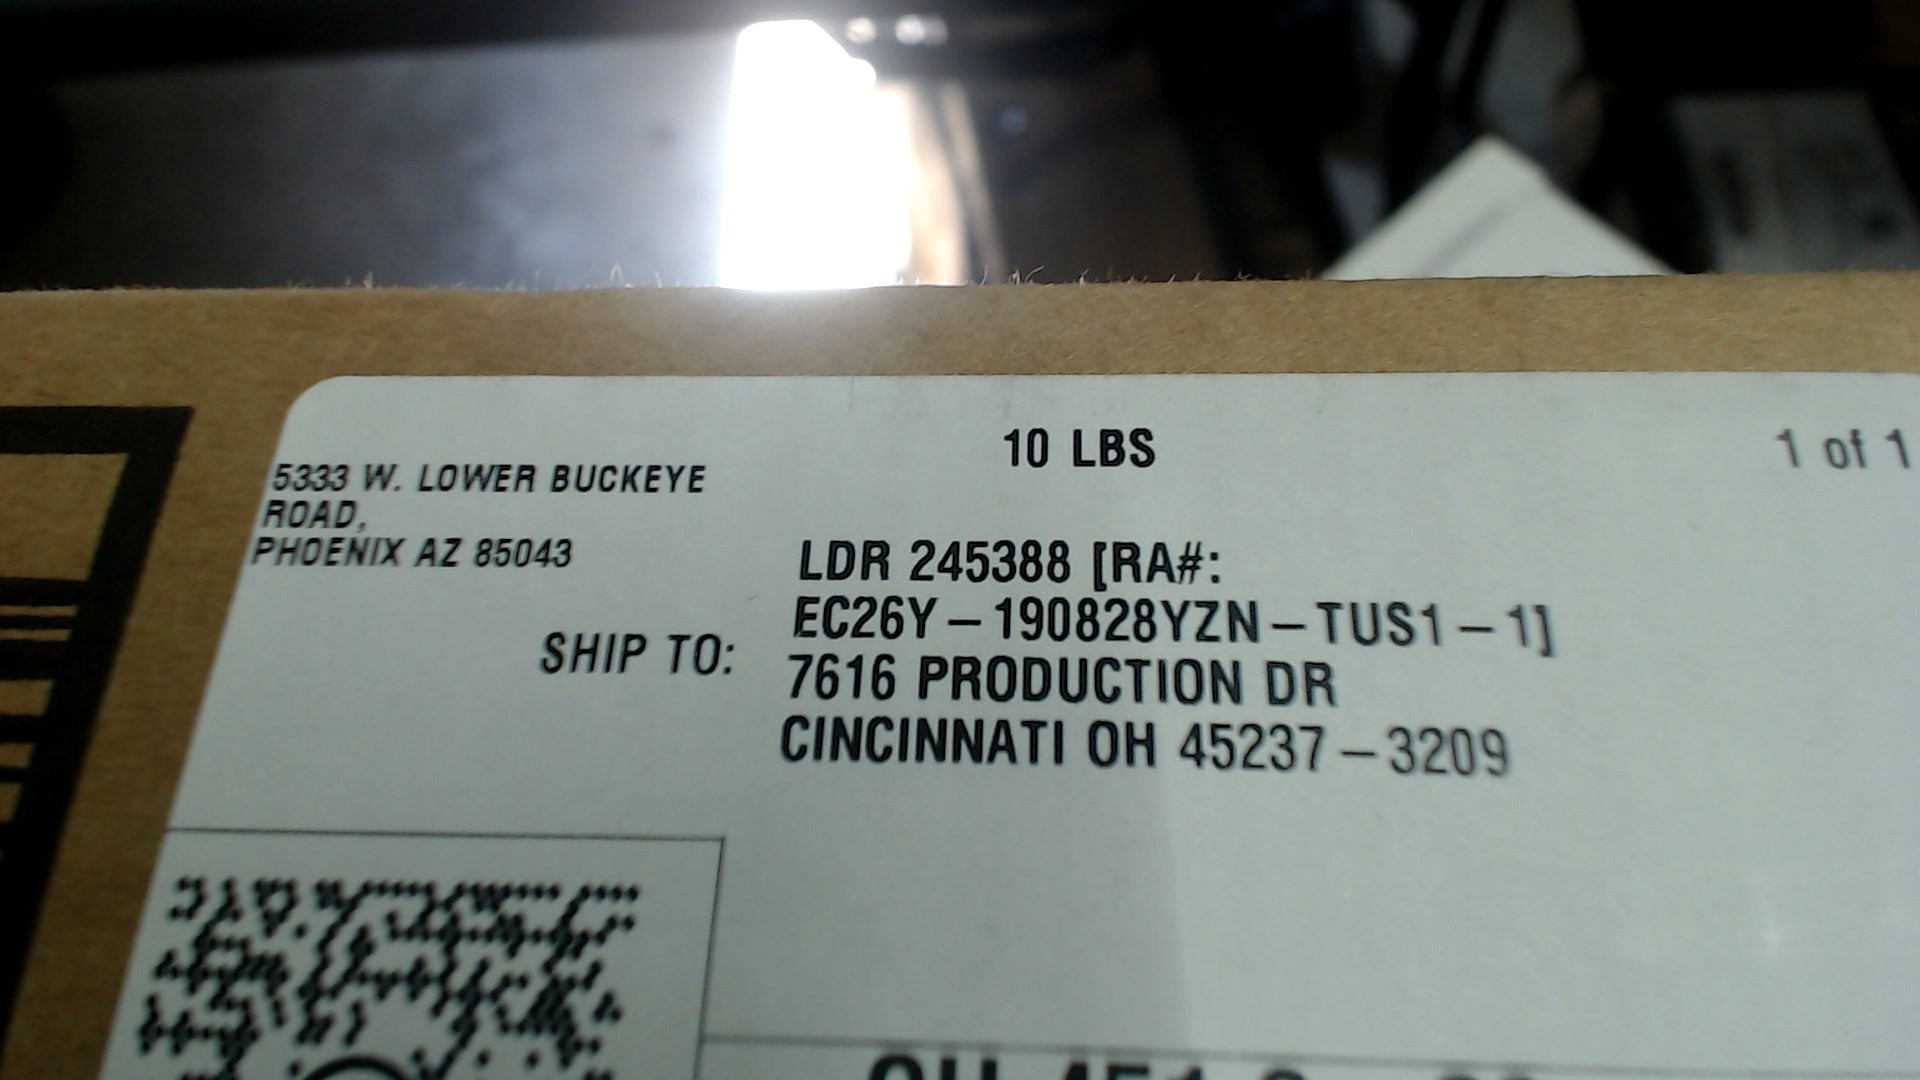 10 LBS
1 of 1
5333 W. LOWER BUCKEYE
ROAD,
PHOENIX AZ 85043
LDR 245388 [RA#:
EC26Y-190828YZN-TUS1-1]
SHIP TO:
7616 PRODUCTION DR
CINCINNATI OH 45237-3209